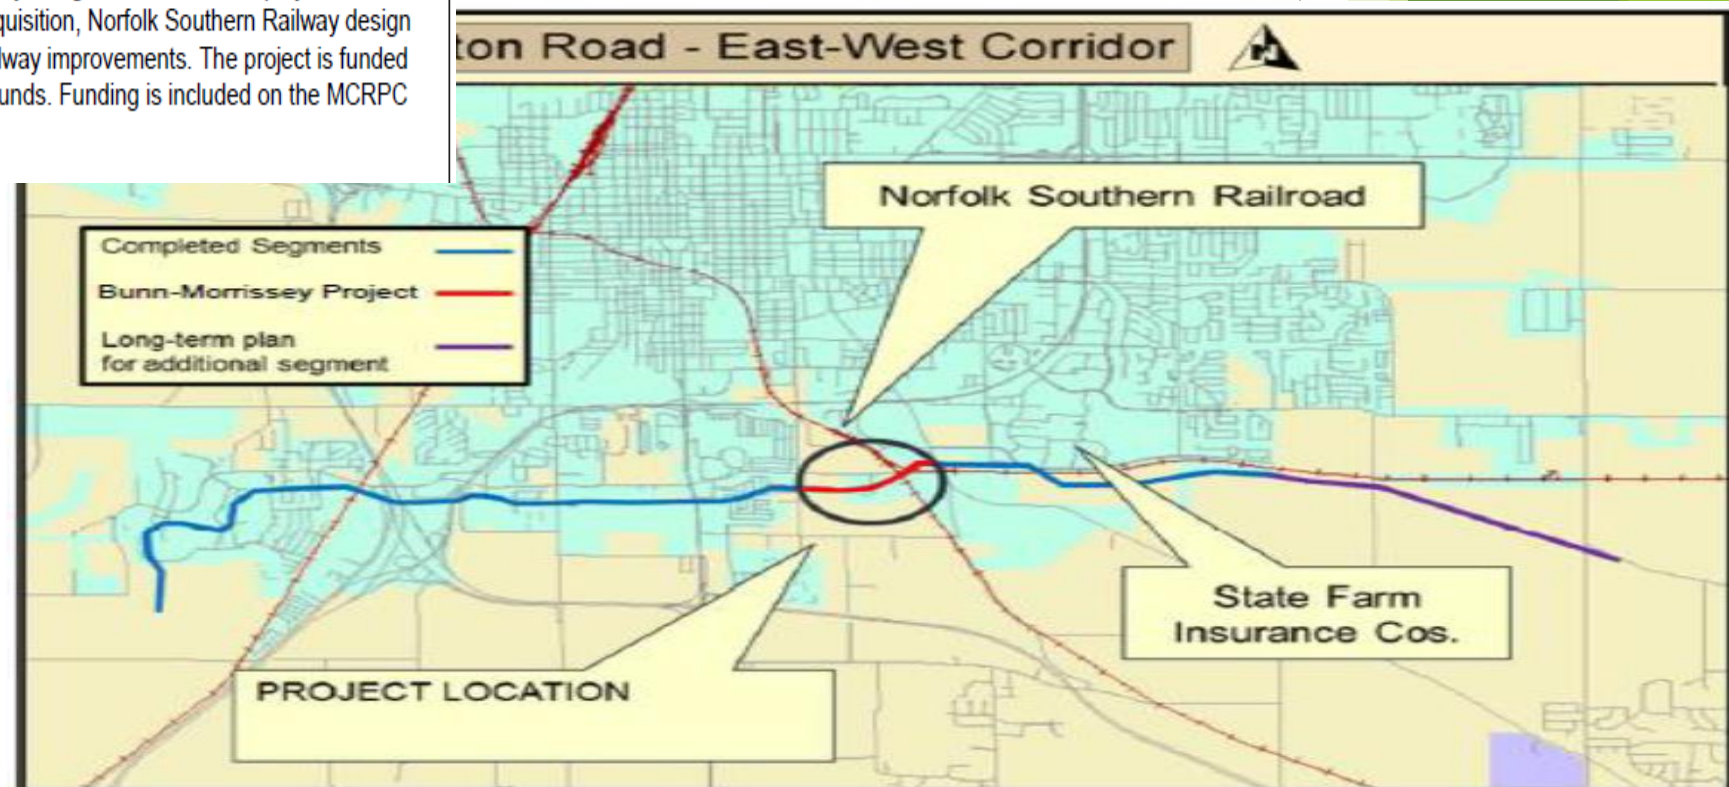 quisition, Norfolk Southern Railway design
way improvements. The project is funded
unds. Funding is included on the MCRPC
ton Road - East-West Corridor
N
Norfolk Southern Railroad
Completed Segments
Bunn-Morrissey Project
Long-term plan
for additional segment
State Farm
Insurance Cos.
PROJECT LOCATION